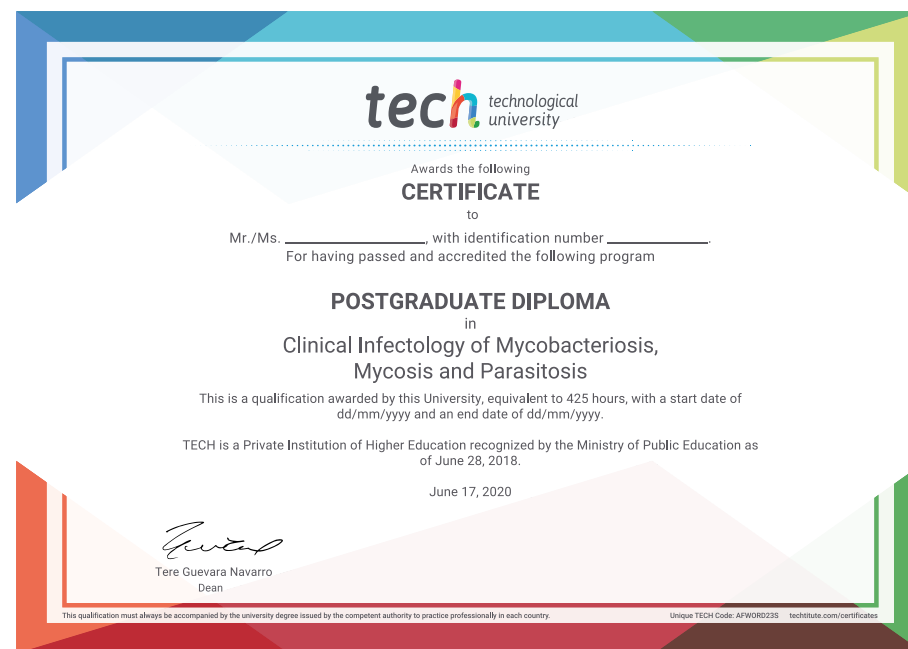 tech technological
university
Awards the following
CERTIFICATE
to
Mr./Ms. ____________________, with identification number ______________.
For having passed and accredited the following program
POSTGRADUATE DIPLOMA
in
Clinical Infectology of Mycobacteriosis,
Mycosis and Parasitosis
This is a qualification awarded by this University, equivalent to 425 hours, with a start date of
dd/mm/yyyy and an end date of dd/mm/yyyy.
TECH is a Private Institution of Higher Education recognized by the Ministry of Public Education as
of June 28, 2018.
June 17, 2020
Tere Guevara Navarro
Dean
This qualification must always be accompanied by the university degree issued by the competent authority to practice professionally in each country. Unique TECH Code: AFWORD23S techtitute.com/certificates